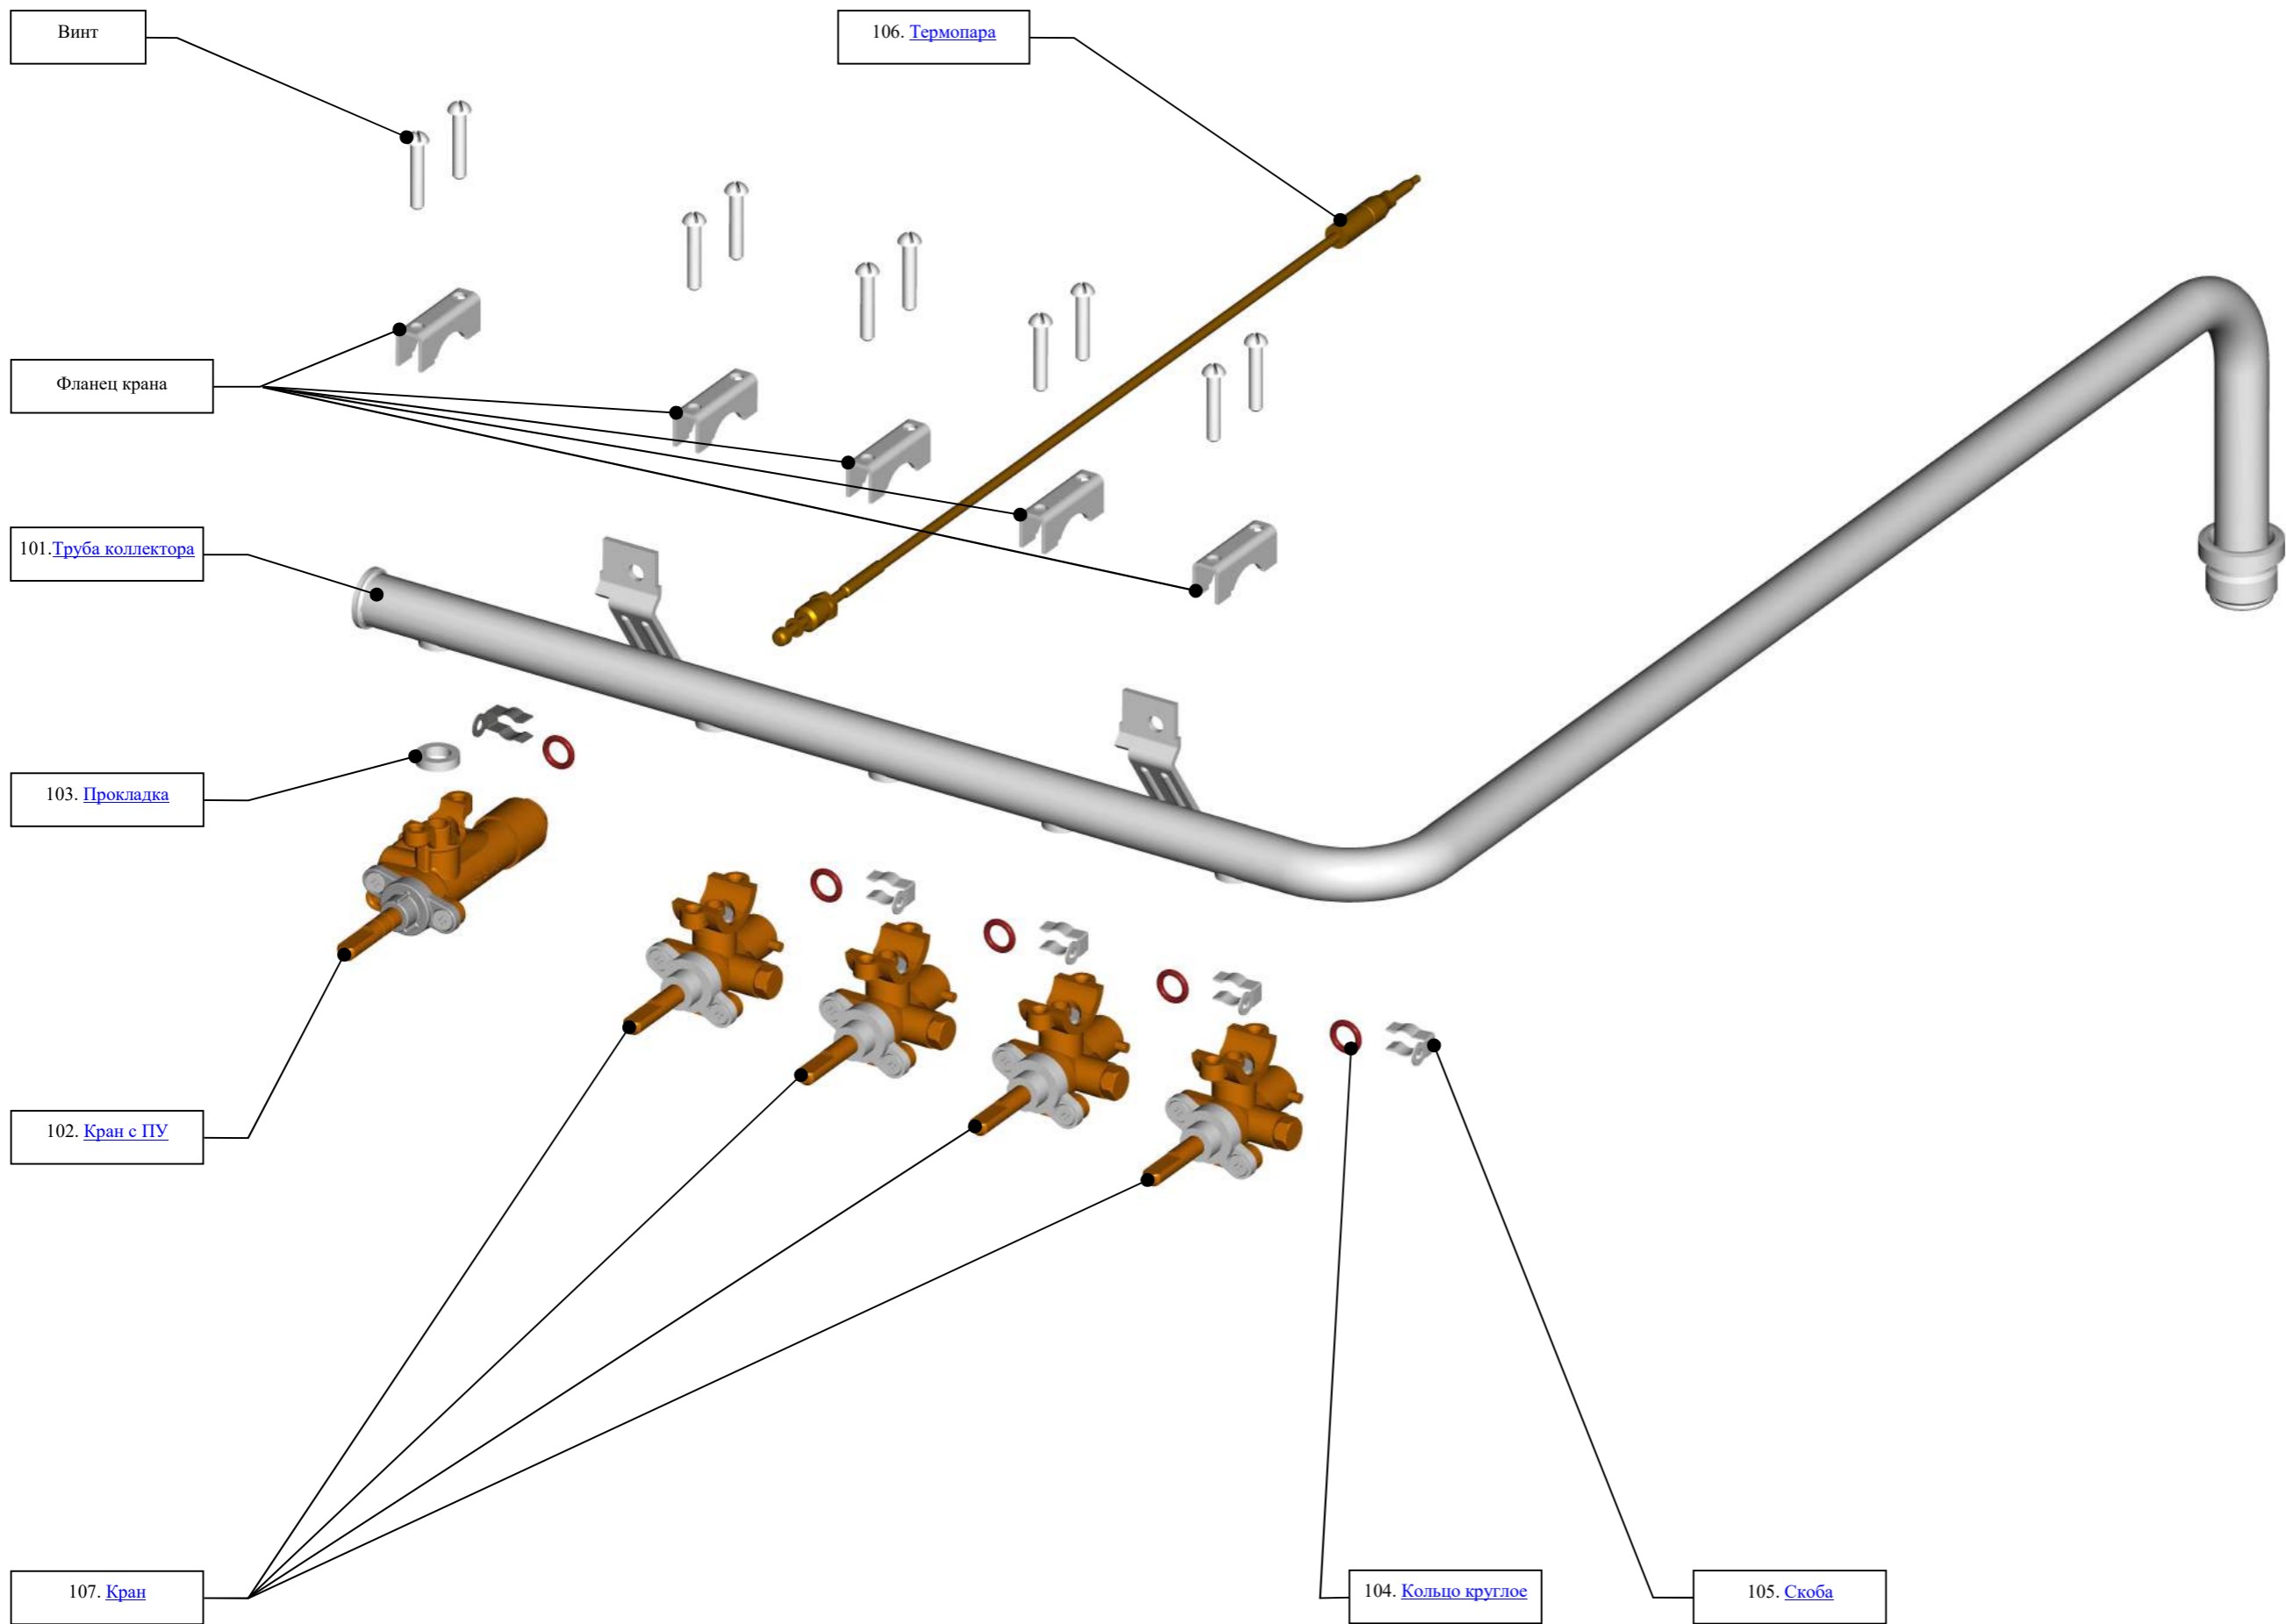 Винт
106. Термопара
Фланец крана
101.Труба коллектора
103. Прокладка
102. Кран с ПУ
107. Кран
104. Кольцо круглое
105. Скоба